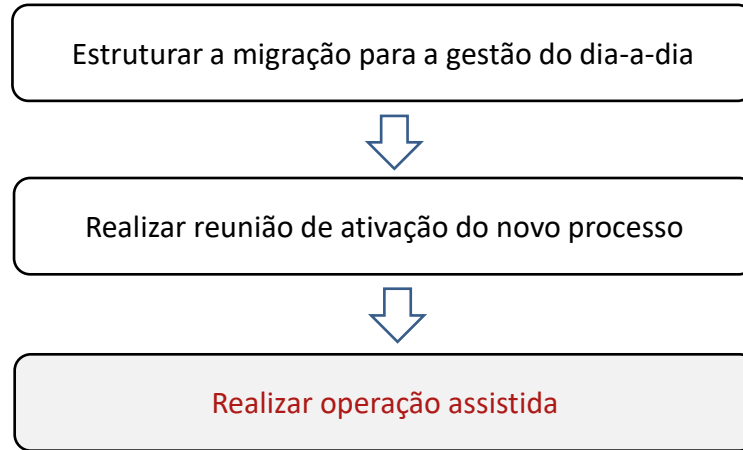 Estruturar a migração para a gestão do dia-a-dia
Realizar reunião de ativação do novo processo
Realizar operação assistida